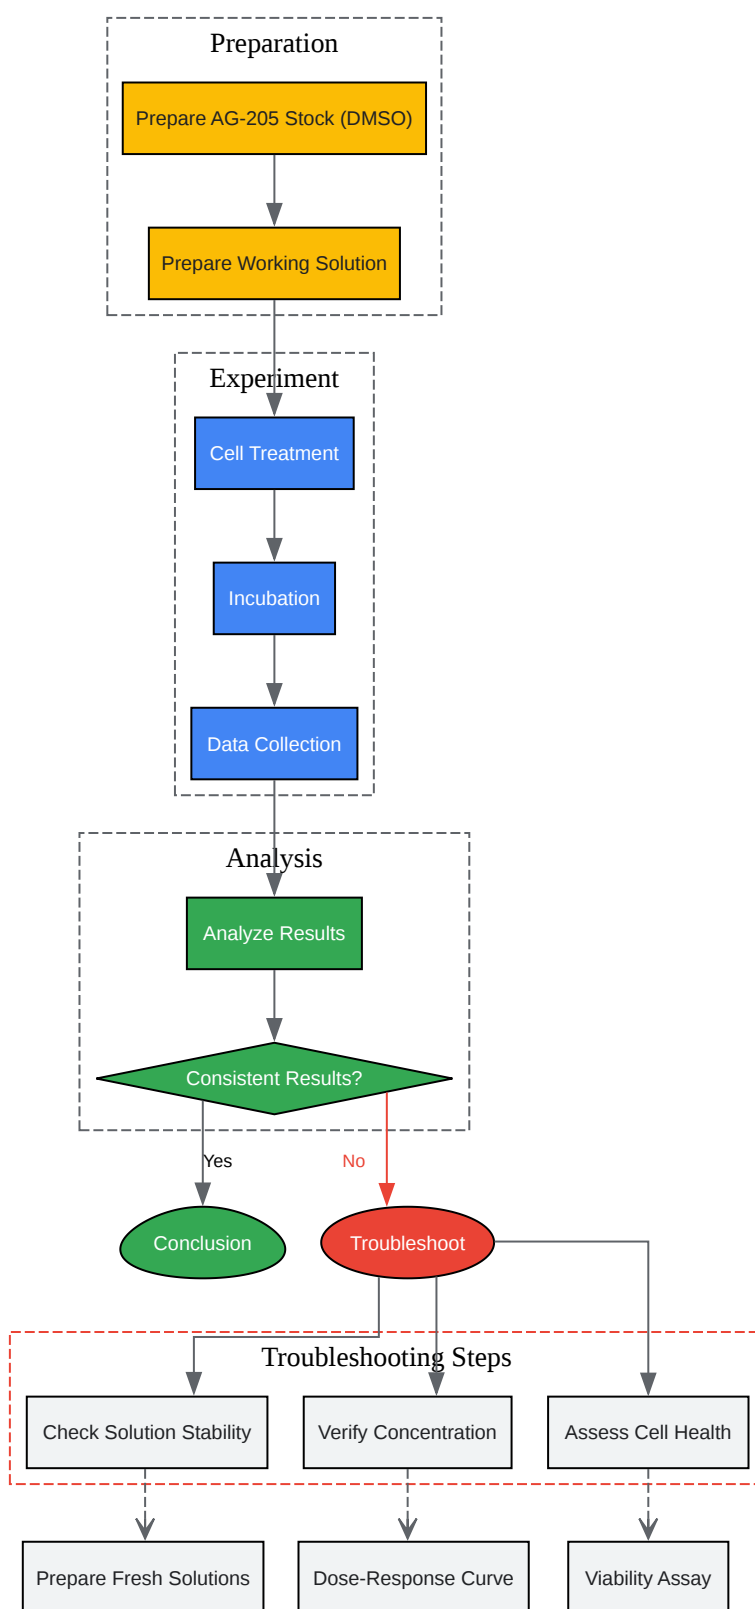 Preparation
Prepare AG-205 Stock (DMSO)
Prepare Working Solution
Experiment
Cell Treatment
Incubation
Data Collection
Analysis
Analyze Results
Consistent Results?
Yes
No
Conclusion
Troubleshoot
Troubleshooting Steps
Check Solution Stability
Verify Concentration
Assess Cell Health
Prepare Fresh Solutions
Dose-Response Curve
Viability Assay